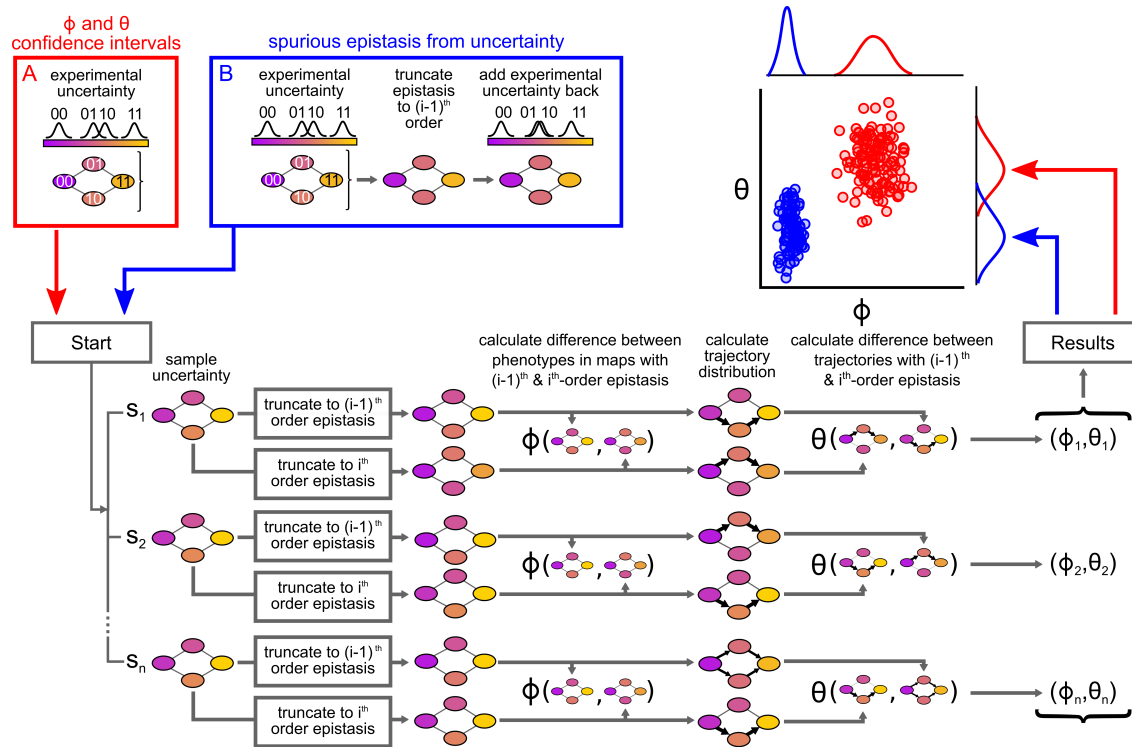 ϕ and θ
confidence intervals
A
experimental
uncertainty
00 01 10 11
01
00 11
10
spurious epistasis from uncertainty
B
experimental
uncertainty
00 01 10 11
01
00 11
10
truncate
epistasis
to (i-1)th
order
add experimental
uncertainty back
00 01 10 11
θ
ϕ
Start
Results
sample
uncertainty
calculate difference between
phenotypes in maps with
(i-1)th & ith-order epistasis
calculate
trajectory
distribution
calculate difference between
trajectories with (i-1) th
& ith-order epistasis
S1
truncate to (i-1) th
order epistasis
truncate to ith
order epistasis
ϕ( , )
θ( , )
(ϕ1,θ1)
S2
truncate to (i-1) th
order epistasis
truncate to ith
order epistasis
ϕ( , )
θ( , )
(ϕ2,θ2)
Sn
truncate to (i-1) th
order epistasis
truncate to ith
order epistasis
ϕ( , )
θ( , )
(ϕn,θn)